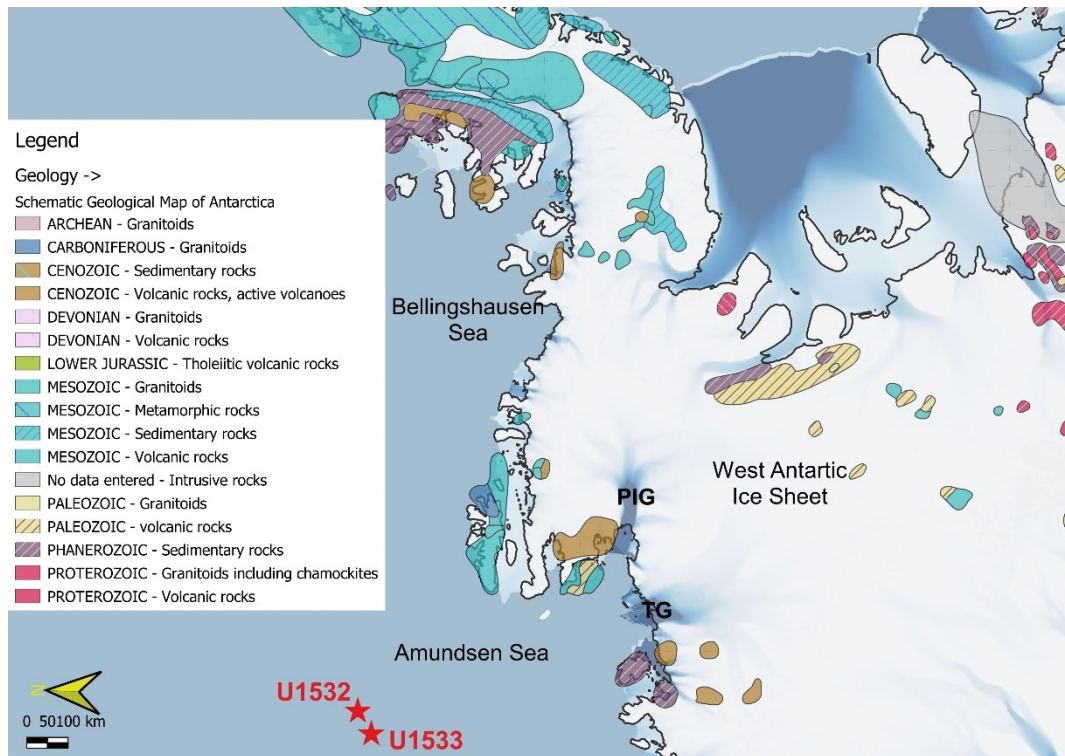 Legend
Geology ->
Schematic Geological Map of Antarctica
ARCHEAN - Granitoids
CARBONIFEROUS - Granitoids
CENOZOIC - Sedimentary rocks
CENOZOIC - Volcanic rocks, active volcanoes
DEVONIAN - Granitoids
DEVONIAN - Volcanic rocks
LOWER JURASSIC - Tholeiitic volcanic rocks
MESOZOIC - Granitoids
MESOZOIC - Metamorphic rocks
MESOZOIC - Sedimentary rocks
MESOZOIC - Volcanic rocks
No data entered - Intrusive rocks
PALEOZOIC - Granitoids
PALEOZOIC - volcanic rocks
PHANEROZOIC - Sedimentary rocks
PROTEROZOIC - Granitoids including chamockites
PROTEROZOIC - Volcanic rocks
Bellingshausen
Sea
West Antartic
Ice Sheet
PIG
TG
Amundsen Sea
U1532
U1533
N
0 50100 km